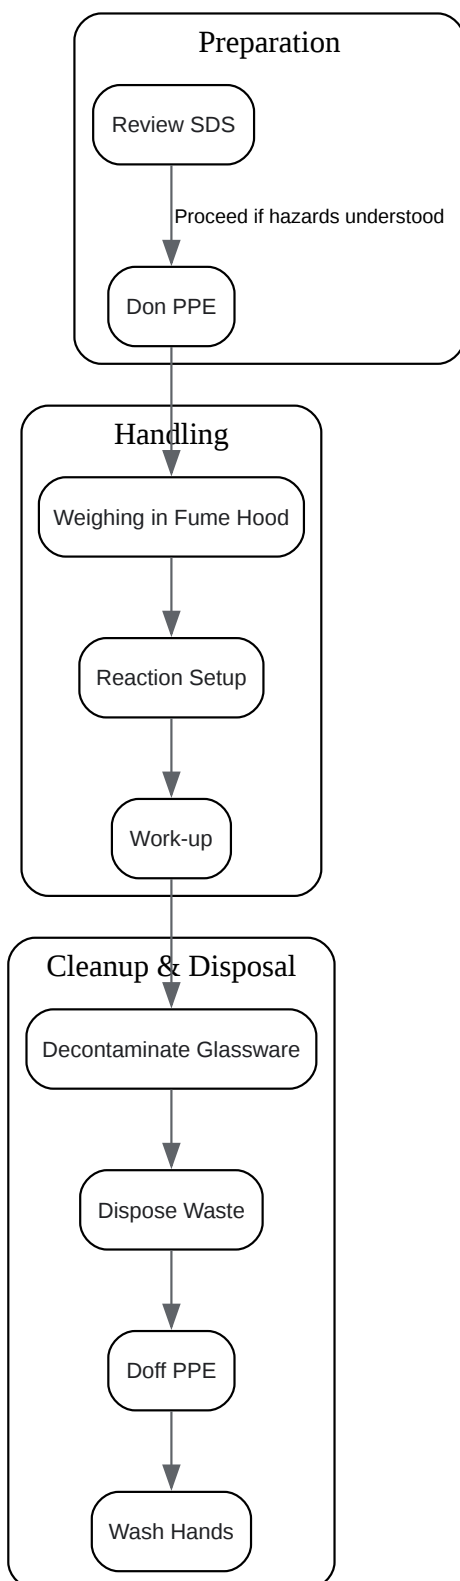 Preparation
Review SDS
Proceed if hazards understood
Don PPE
Handling
Weighing in Fume Hood
Reaction Setup
Work-up
Cleanup & Disposal
Decontaminate Glassware
Dispose Waste
Doff PPE
Wash Hands